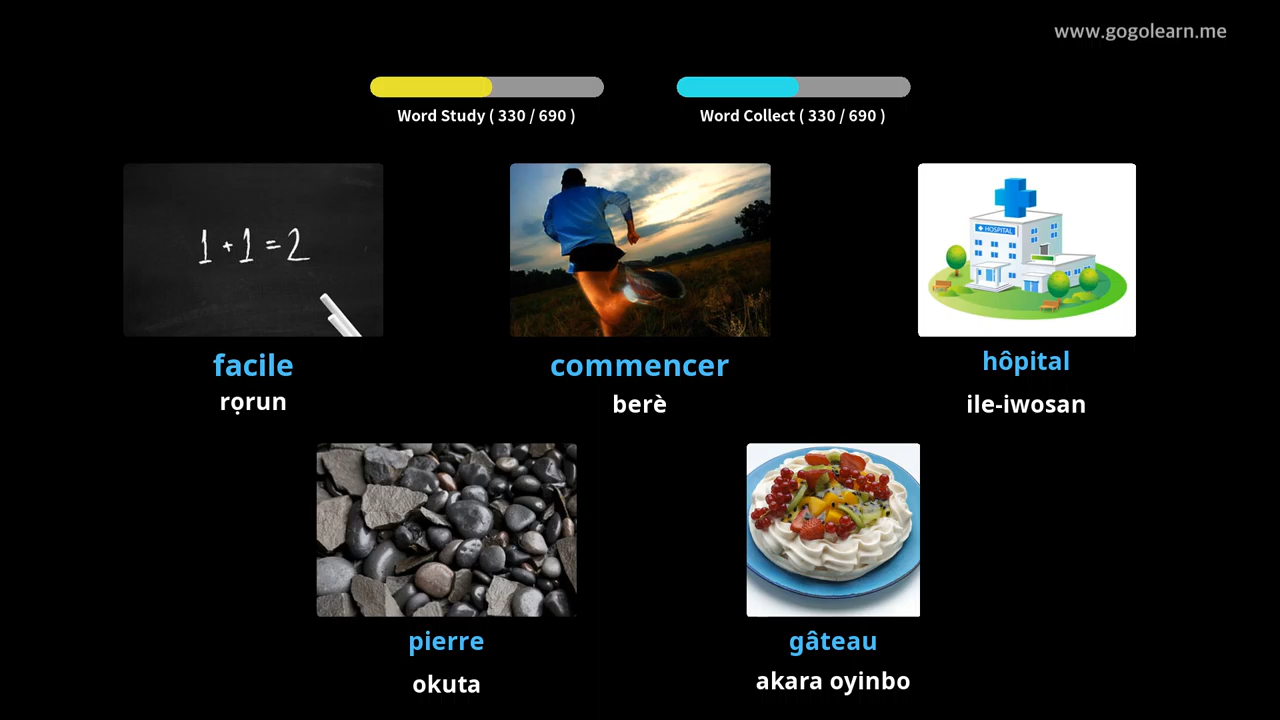 www.gogolearn.me
Word Study ( 330 / 690 )
Word Collect ( 330 / 690 )
1 + 1 = 2
HOSPITAL
facile
rọrun
commencer
berè
hôpital
ile-iwosan
pierre
okuta
gâteau
akara oyinbo